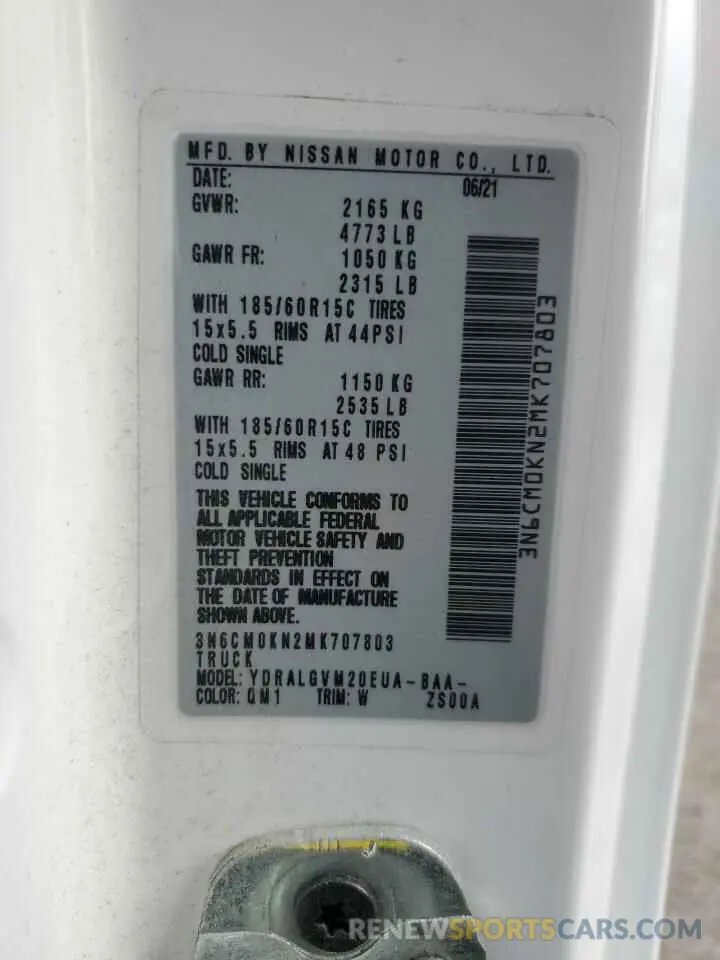 MFD. BY NISSAN MOTOR CO., LTD.
DATE: 06/21
GVWR: 2165 KG
4773 LB
GAWR FR: 1050 KG
2315 LB
WITH 185/60R15C TIRES
15x5.5 RIMS AT 44PSI
COLD SINGLE
GAWR RR: 1150 KG
2535 LB
WITH 185/60R15C TIRES
15x5.5 RIMS AT 48 PSI
COLD SINGLE
THIS VEHICLE CONFORMS TO
ALL APPLICABLE FEDERAL
MOTOR VEHICLE SAFETY AND
THEFT PREVENTION
STANDARDS IN EFFECT ON
THE DATE OF MANUFACTURE
SHOWN ABOVE.
3N6CM0KN2MK707803
TRUCK
MODEL: YDRALGVM20EUA-BAA-
COLOR: QM1 TRIM: W ZS00A
3N6CM0KN2MK707803
RENEWSPORTSCARS.COM